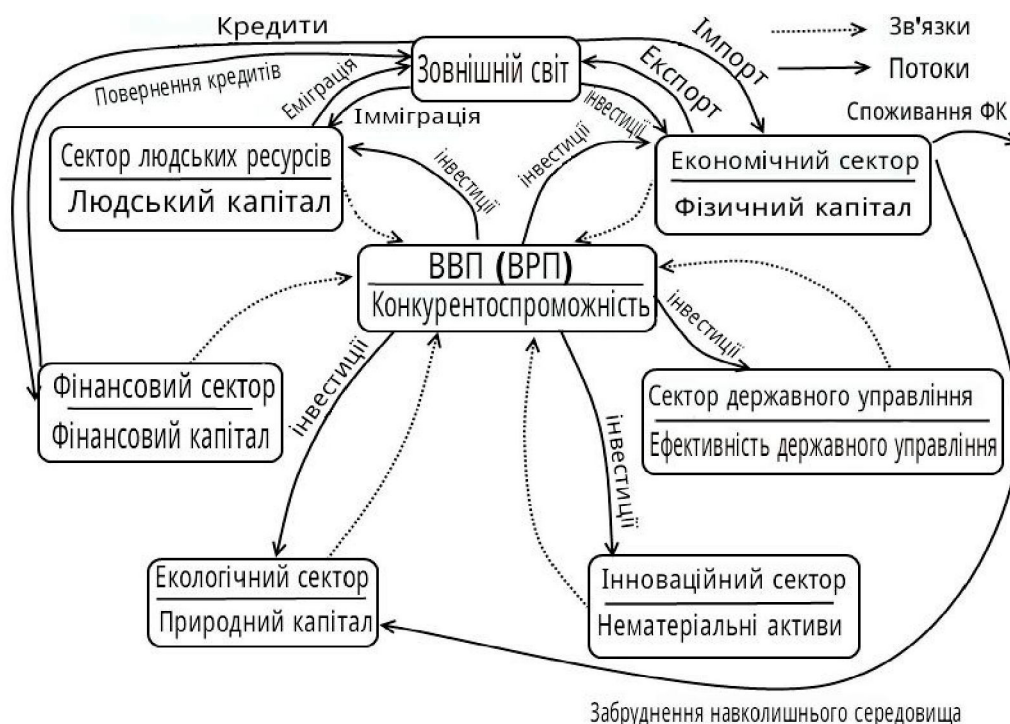 Кредити
Зв'язки
Потоки
Імпорт
Експорт
Зовнішній світ
Повернення кредитів
Еміграція
Імміграція
інвестиції
Споживання ФК
Сектор людських ресурсів
Людський капітал
інвестиції
інвестиції
Економічний сектор
Фізичний капітал
ВВП (ВРП)
Конкурентоспроможність
інвестиції
інвестиції
інвестиції
Фінансовий сектор
Фінансовий капітал
Сектор державного управління
Ефективність державного управління
Екологічний сектор
Природний капітал
Інноваційний сектор
Нематеріальні активи
Забруднення навколишнього середовища